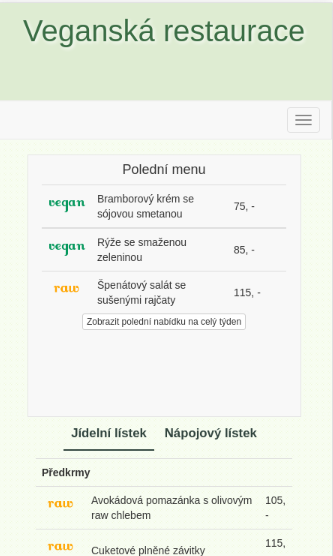 Veganská restaurace
Polední menu
vegan
Bramborový krém se
sójovou smetanou
75, -
vegan
Rýže se smaženou
zeleninou
85, -
raw
Špenátový salát se
sušenými rajčaty
115, -
Zobrazit polední nabídku na celý týden
Jídelní lístek
Nápojový lístek
Předkrmy
raw
Avokádová pomazánka s olivovým
raw chlebem
105,
-
raw
Cuketové plněné závitky
115,